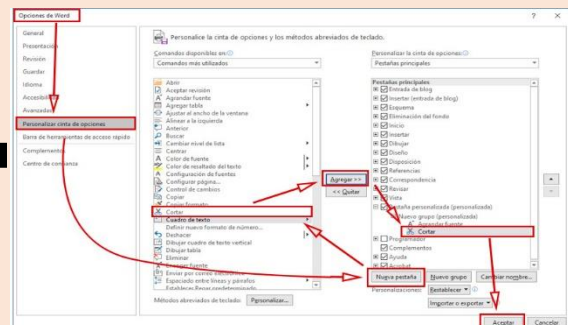 Opciones de Word
General
Presentación
Revisión
Guardar
Idioma
Accesibilidad
Avanzadas
Personalizar cinta de opciones
Barra de herramientas de acceso rápido
Complementos
Centro de confianza
Personalice la cinta de opciones y los métodos abreviados de teclado.
Comandos disponibles en:
Comandos más utilizados
Abrir
Aceptar revisión
Agrandar fuente
Agregar tabla
Ajustar al ancho de la ventana
Alinear a la izquierda
Anterior
Buscar
Cambiar nivel de lista
Centrar
Color de fuente
Color de resaltado del texto
Configuración de fuentes
Configurar página...
Control de cambios
Copiar
Copiar formato
Cortar
Cuadro de texto
Definir nuevo formato de número...
Deshacer
Dibujar cuadro de texto vertical
Dibujar tabla
Eliminar
Encoger fuente
Enviar por correo electrónico
Espaciado entre líneas y párrafos
Establecer
Métodos abreviados de teclado: Personalizar...
Agregar >>
<< Quitar
Personalizar la cinta de opciones:
Pestañas principales
Pestañas principales
Entrada de blog
Insertar (entrada de blog)
Esquema
Eliminación del fondo
Inicio
Insertar
Dibujar
Diseño
Disposición
Referencias
Correspondencia
Revisar
Vista
Pestaña personalizada (personalizada)
Nuevo grupo (personalizada)
Agrandar fuente
Cortar
Programador
Complementos
Ayuda
Acrobat
Nueva pestaña Nuevo grupo Cambiar nombre...
Personalizaciones: Restablecer
Importar o exportar
Aceptar Cancelar